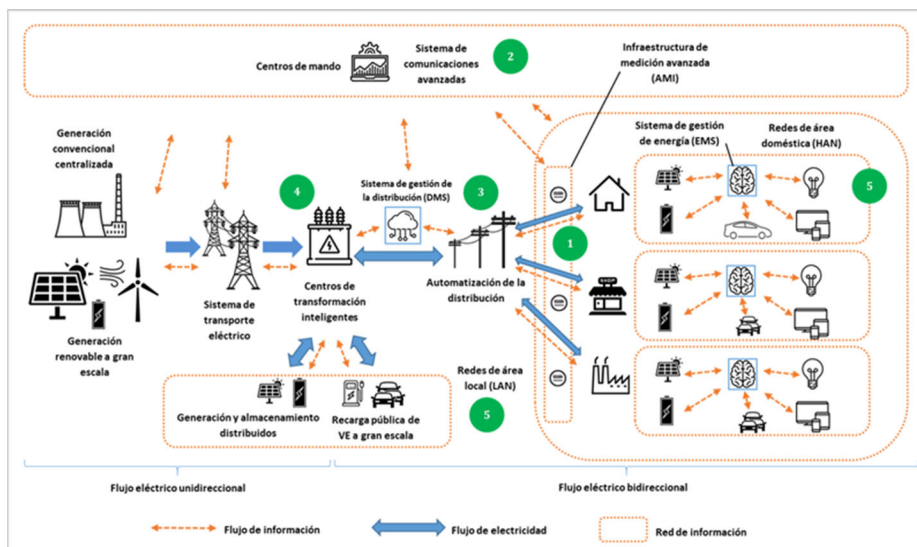 Centros de mando
Sistema de
comunicaciones
avanzadas
2
Infraestructura de
medición avanzada
(AMI)
Generación
convencional
centralizada
Sistema de gestión
de energía (EMS)
Redes de área
doméstica (HAN)
4
Sistema de gestión de
la distribución (DMS)
3
5
1
Sistema de
transporte
eléctrico
Centros de
transformación
inteligentes
Automatización de la
distribución
Generación
renovable a gran
escala
Redes de área
local (LAN)
5
Generación y almacenamiento
distribuidos
Recarga pública de
VE a gran escala
Flujo eléctrico unidireccional
Flujo eléctrico bidireccional
Flujo de información
Flujo de electricidad
Red de información